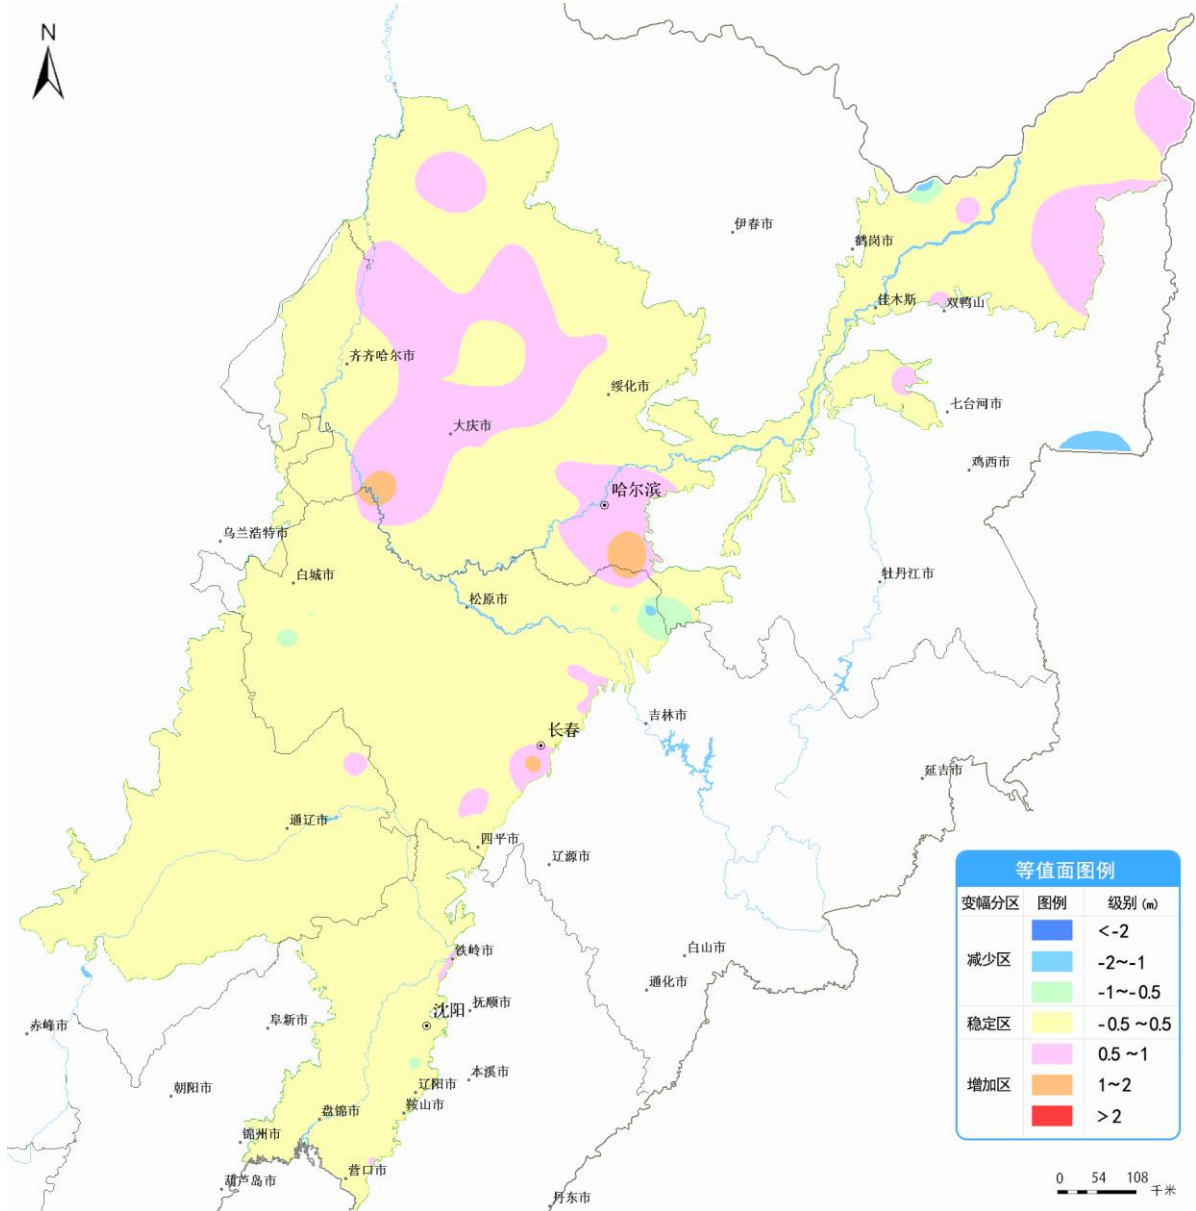 N
伊春市
鹤岗市
佳木斯
双鸭山
齐齐哈尔市
绥化市
七台河市
大庆市
鸡西市
哈尔滨
乌兰浩特市
白城市
牡丹江市
松原市
吉林市
长春
延吉市
通辽市
四平市
辽源市
等值面图例
变幅分区 图例 级别 (m)
减少区
<-2
-2~-1
-1~-0.5
稳定区
-0.5~0.5
增加区
0.5~1
1~2
>2
铁岭市
白山市
通化市
沈阳
抚顺市
赤峰市
阜新市
本溪市
朝阳市
辽阳市
鞍山市
盘锦市
锦州市
营口市
葫芦岛市
丹东市
0 54 108
千米